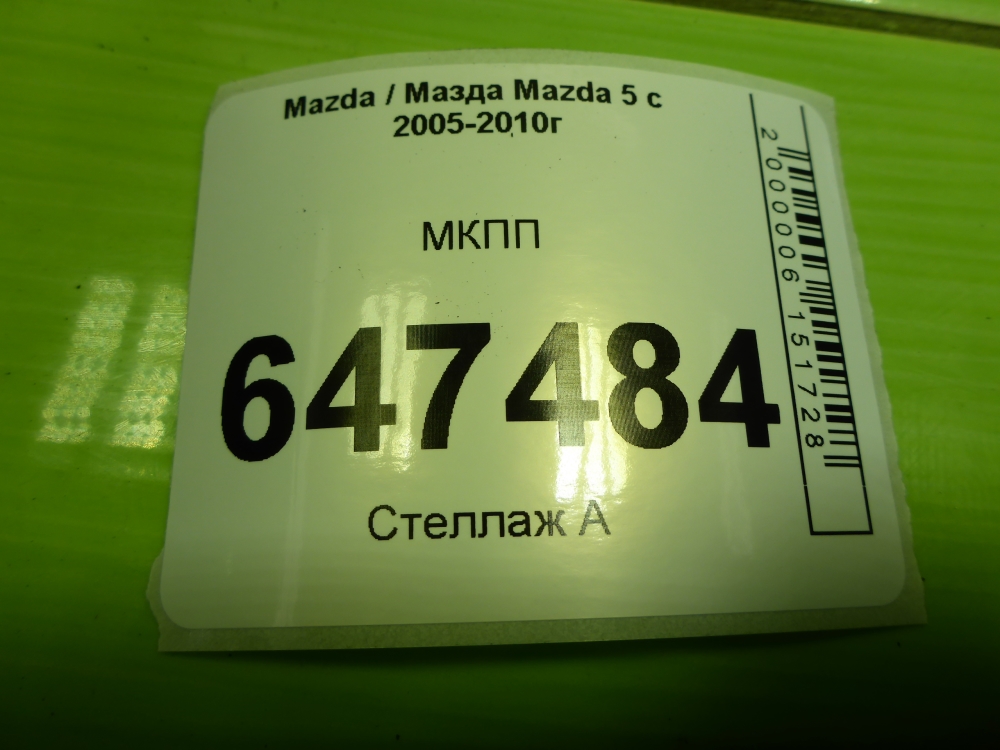 Mazda / Мазда Mazda 5 с
2005-2010г
МКПП
647484
Стеллаж А
2000006151728